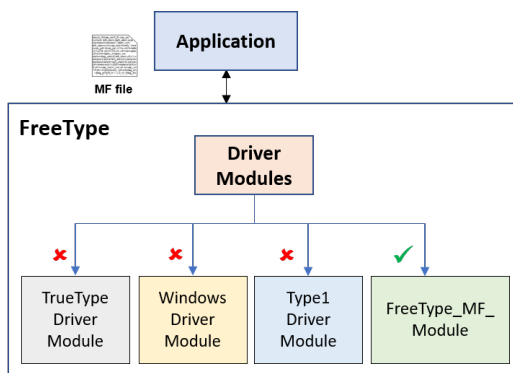 Application
MF file
FreeType
Driver
Modules
TrueType
Driver
Module
Windows
Driver
Module
Type1
Driver
Module
FreeType_MF_
Module